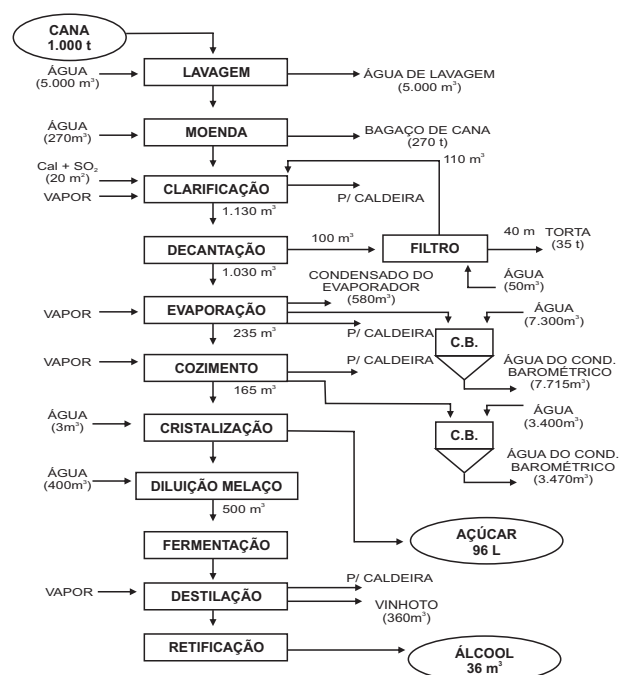 CANA
1.000 t
ÁGUA
(5.000 m³)
LAVAGEM
ÁGUA DE LAVAGEM
(5.000 m³)
ÁGUA
(270m³)
MOENDA
BAGAÇO DE CANA
(270 t)
110 m³
Cal + SO₂
(20 m²)
VAPOR
CLARIFICAÇÃO
P/ CALDEIRA
1.130 m³
DECANTAÇÃO
100 m³
FILTRO
40 m
TORTA
(35 t)
1.030 m³
ÁGUA
(50m³)
CONDENSADO DO
EVAPORADOR
(580m³)
VAPOR
EVAPORAÇÃO
P/ CALDEIRA
235 m³
ÁGUA
(7.300m³)
C.B.
ÁGUA DO COND.
BAROMÉTRICO
(7.715m³)
VAPOR
COZIMENTO
P/ CALDEIRA
165 m³
ÁGUA
(3.400m³)
C.B.
ÁGUA DO COND.
BAROMÉTRICO
(3.470m³)
ÁGUA
(3m³)
CRISTALIZAÇÃO
ÁGUA
(400m³)
DILUIÇÃO MELAÇO
500 m³
AÇÚCAR
96 L
FERMENTAÇÃO
VAPOR
DESTILAÇÃO
P/ CALDEIRA
VINHOTO
(360m³)
RETIFICAÇÃO
ÁLCOOL
36 m³